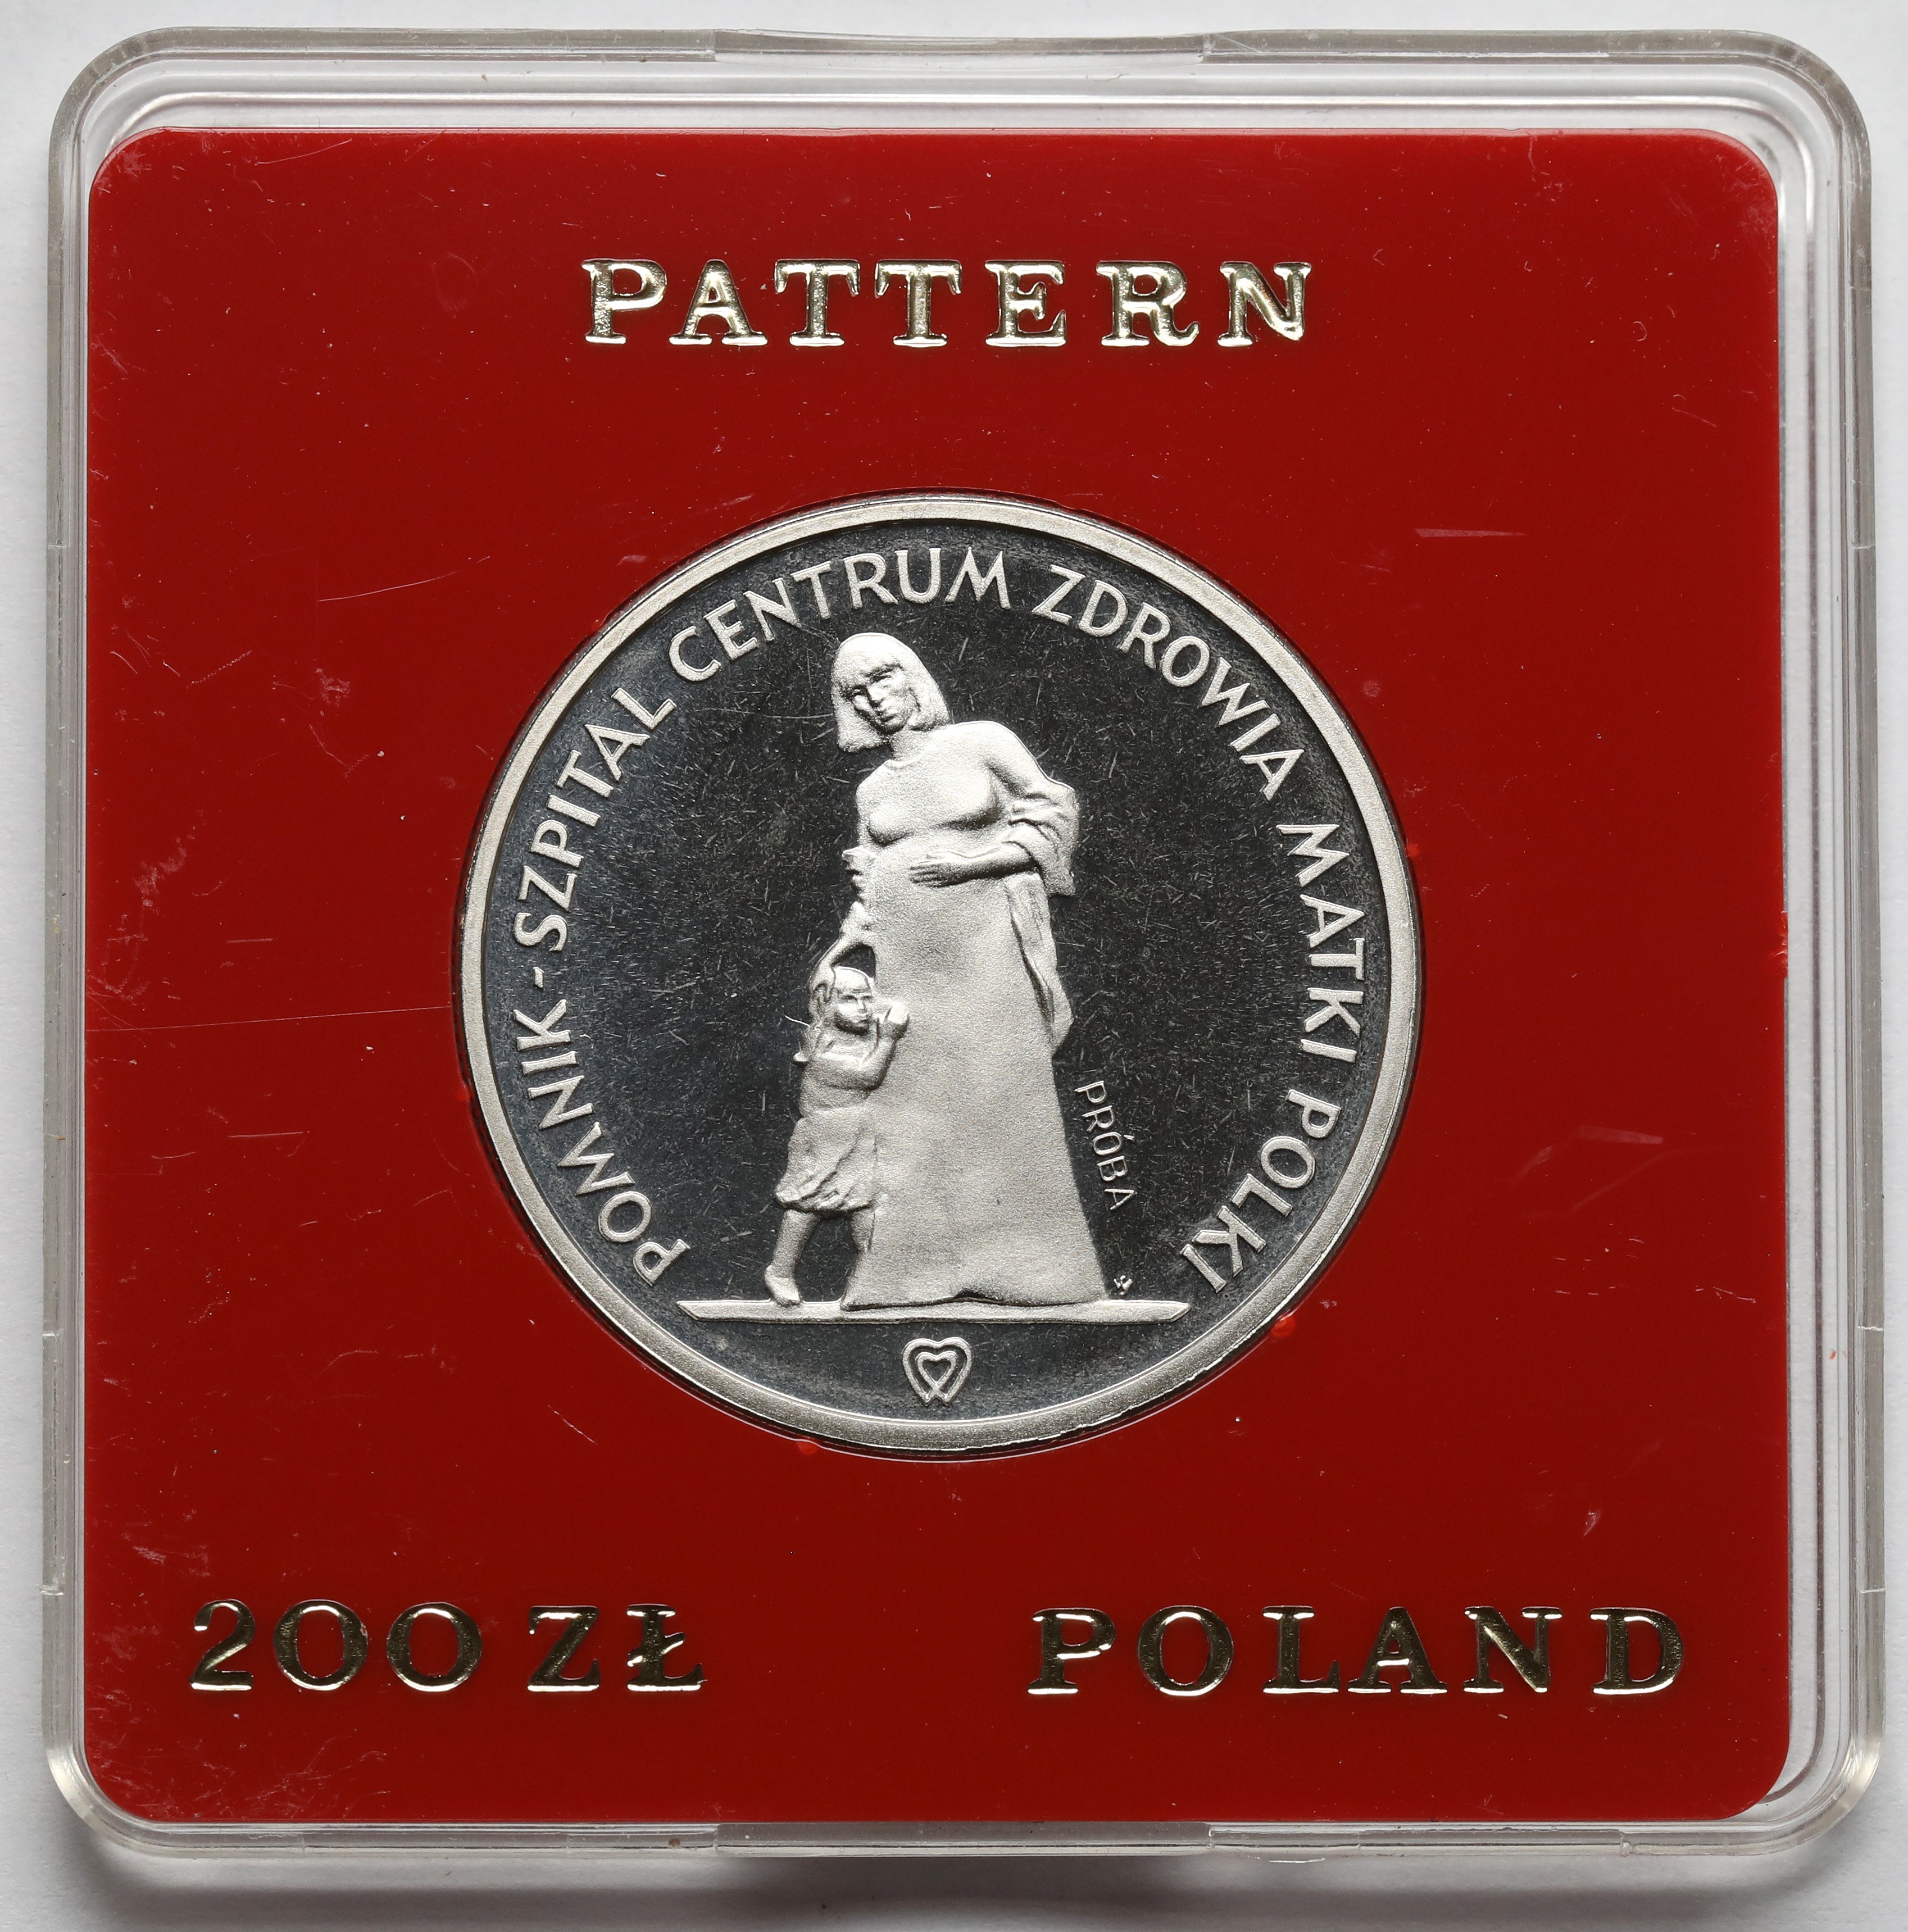 PATTERN
POMNIK-SZPITAL CENTRUM ZDROWIA MATKI POLKI
PRÓBA
200 ZŁ POLAND